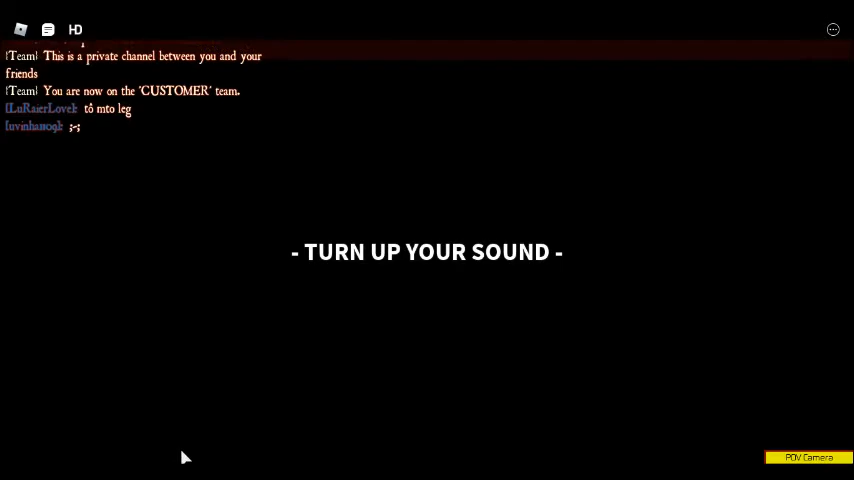 HD
{Team} This is a private channel between you and your
friends
{Team} You are now on the 'CUSTOMER' team.
[LuRaierLove]: tô mto leg
[uvinha1109]: ;-;
- TURN UP YOUR SOUND -
POV Camera